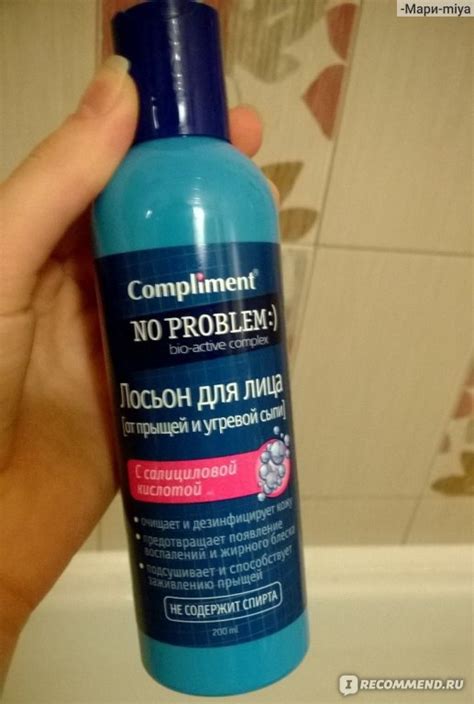 -Мари-miya
Compliment®
NO PROBLEM:)
bio-active complex
Лосьон для лица
[от прыщей и угревой сыпи]
С салициловой
кислотой
• очищает и дезинфицирует кожу
• предотвращает появление
воспалений и жирного блеска
• подсушивает и способствует
заживлению прыщей
НЕ СОДЕРЖИТ СПИРТА
200 ml
IRECOMMEND.RU